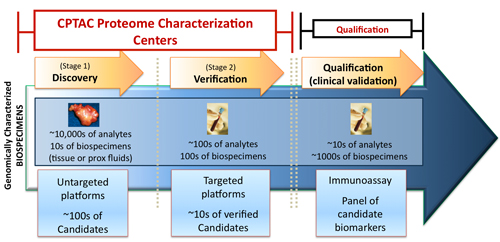 CPTAC Proteome Characterization
Centers
Qualification
(Stage 1)
Discovery
(Stage 2)
Verification
Qualification
(clinical validation)
Genomically Characterized
BIOSPECIMENS
~10,000s of analytes
10s of biospecimens
(tissue or prox fluids)
~100s of analytes
100s of biospecimens
~10s of analytes
~1000s of biospecimens
Untargeted
platforms
~100s of
Candidates
Targeted
platforms
~10s of verified
Candidates
Immunoassay
Panel of
candidate
biomarkers